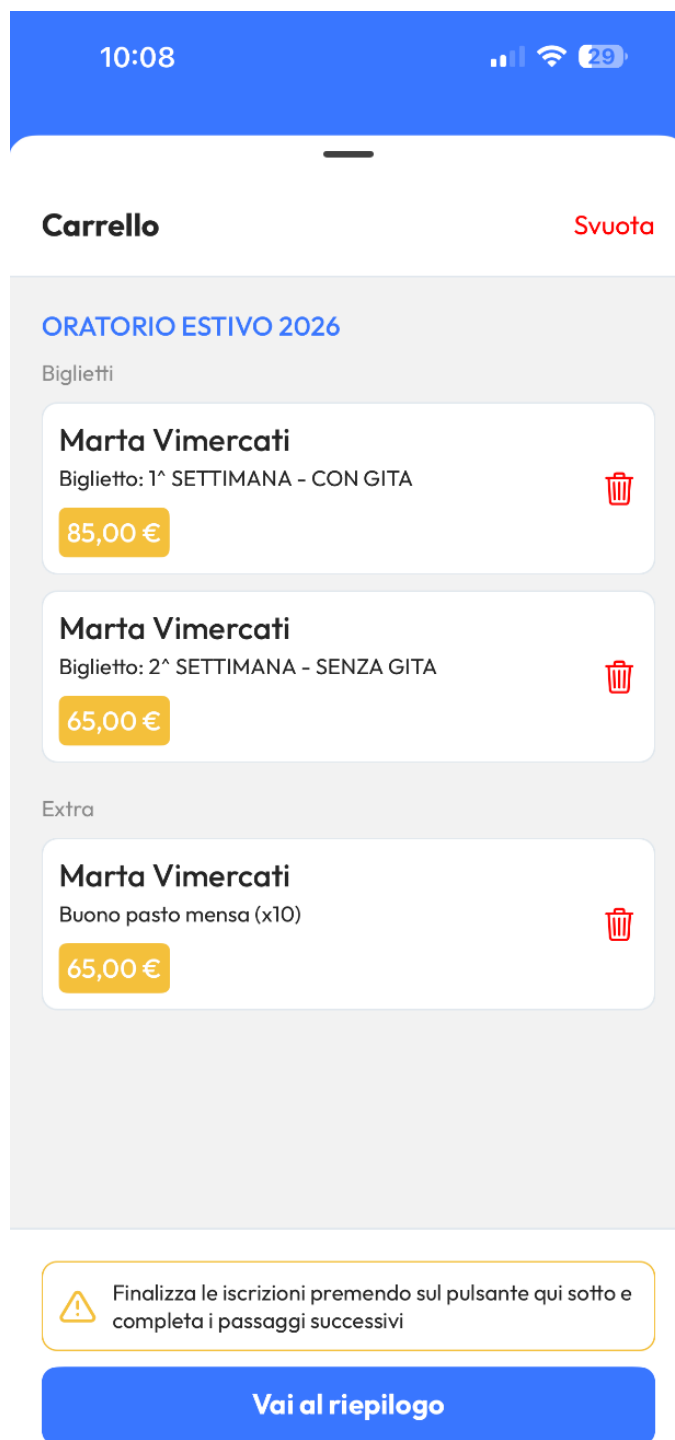 10:08
29
Carrello
Svuota
ORATORIO ESTIVO 2026
Biglietti
Marta Vimercati
Biglietto: 1^ SETTIMANA - CON GITA
85,00 €
Marta Vimercati
Biglietto: 2^ SETTIMANA - SENZA GITA
65,00 €
Extra
Marta Vimercati
Buono pasto mensa (x10)
65,00 €
Finalizza le iscrizioni premendo sul pulsante qui sotto e
completa i passaggi successivi
Vai al riepilogo